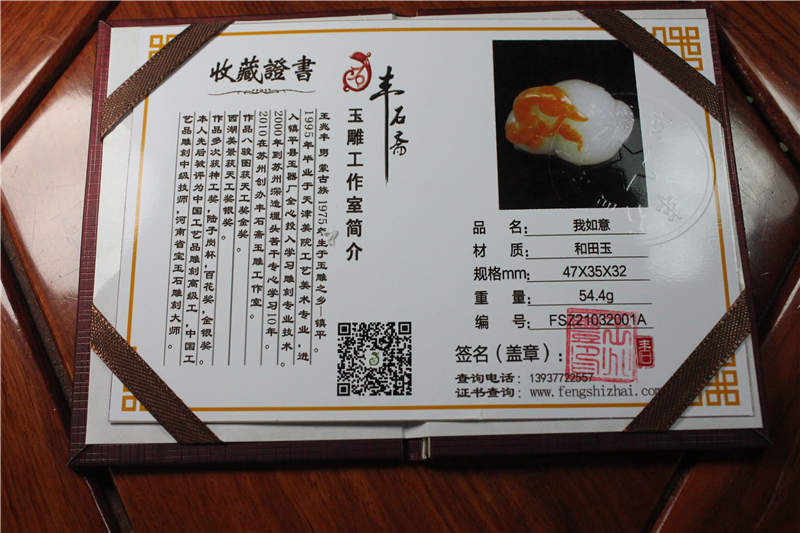 收藏證書
丰石斋
玉雕工作室简介
王兆丰 男 蒙古族 1975年生于玉雕之乡—镇平。
1995年毕业于天津美院工艺美术专业，进
入镇平县玉器厂全心投入学习雕刻专业技术。
2000年到苏州深造埋头苦干专心学习10年。
2010在苏州创办丰石斋玉雕工作室。
作品八骏图获天工奖金奖。
西湖美景获天工奖银奖。
作品多次获神工奖，陆子岗杯，百花奖，金银奖。
本人先后被评为中国工艺品雕刻高级工，中国工
艺品雕刻中级技师，河南省宝玉石雕刻大师。
品 名： 我如意
材 质： 和田玉
规格mm： 47X35X32
重 量： 54.4g
编 号： FSZ21032001A
签名（盖章）：
查询电话： 13937722557
证书查询： www.fengshizhai.com